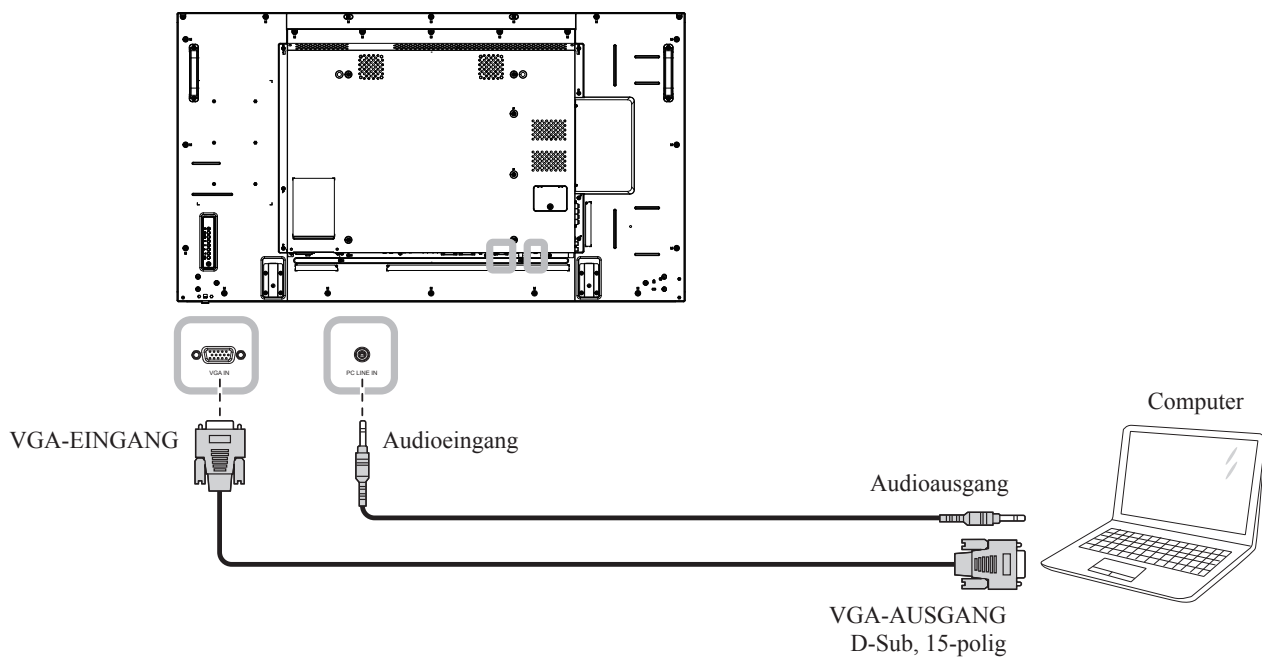 VGA IN
PC LINE IN
VGA-EINGANG
Audioeingang
Computer
Audioausgang
VGA-AUSGANG
D-Sub, 15-polig